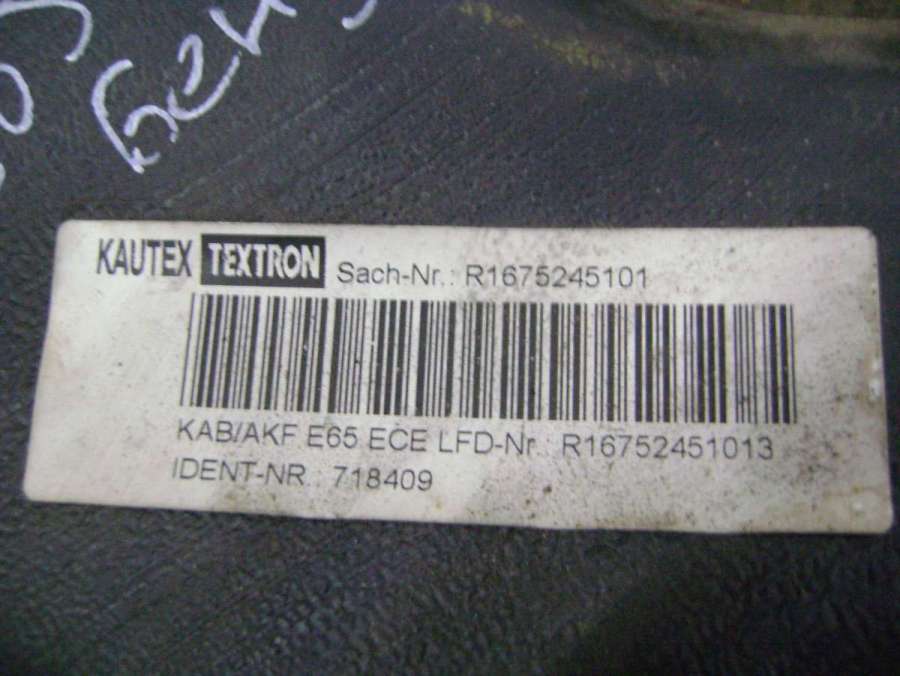 KAUTEX TEXTRON Sach-Nr.: R1675245101
KAB/AKF E65 ECE LFD-Nr.: R16752451013
IDENT-NR.: 718409